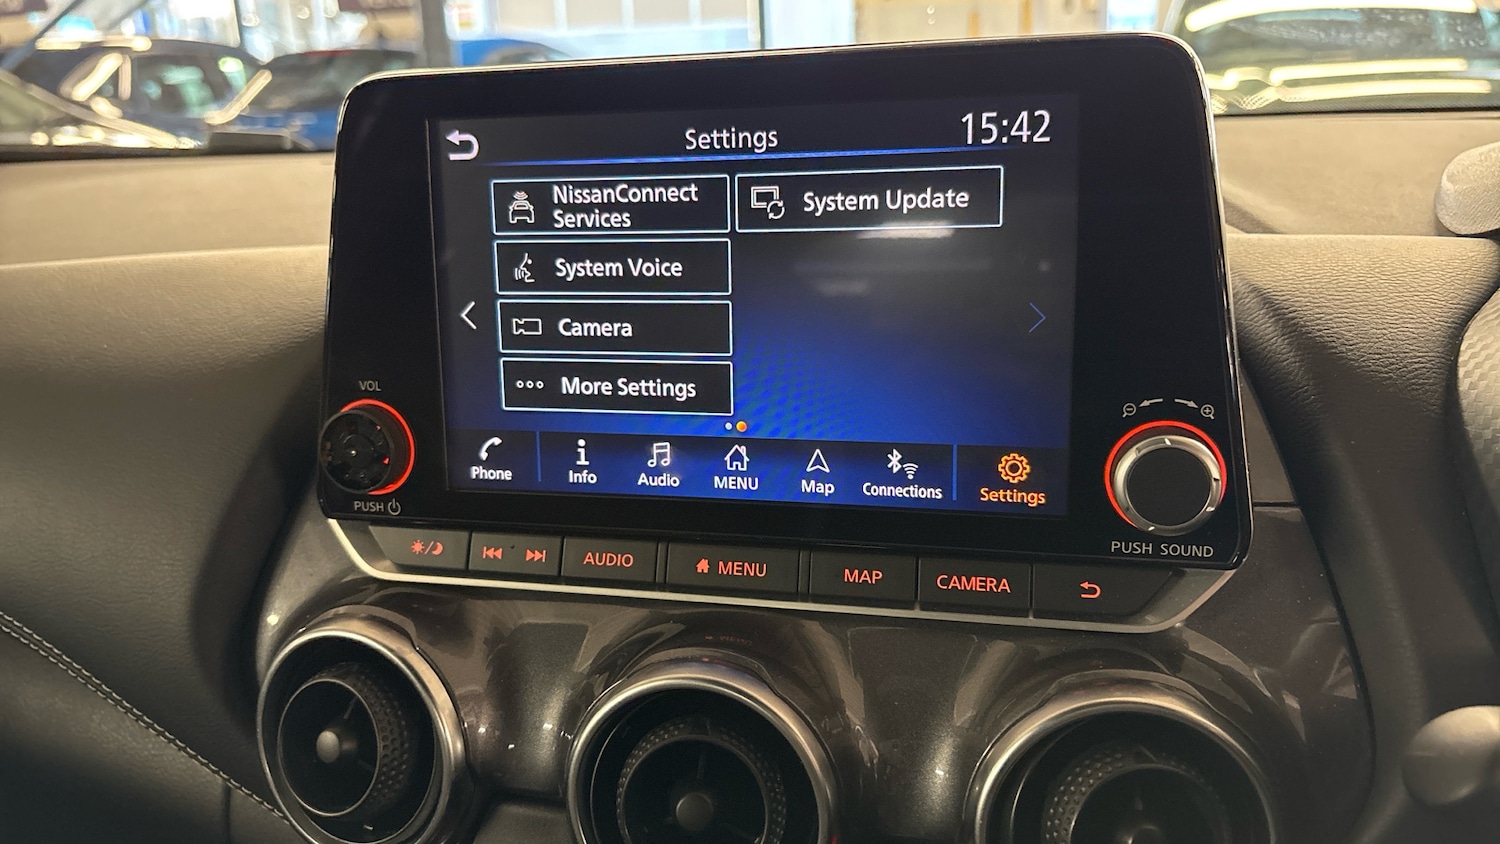 Settings
15:42
NissanConnect
Services
System Update
System Voice
Camera
More Settings
Phone
Info
Audio
MENU
Map
Connections
Settings
VOL
PUSH
PUSH SOUND
AUDIO
MENU
MAP
CAMERA